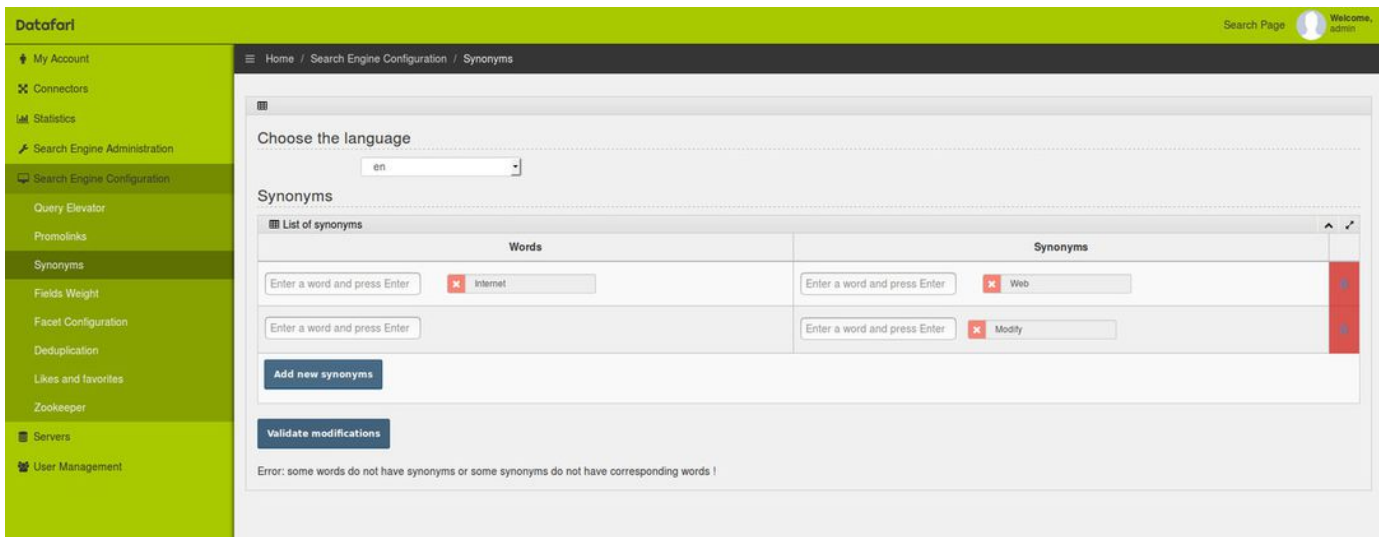 Datafari
Search Page
Welcome,
admin
My Account
Connectors
Statistics
Search Engine Administration
Search Engine Configuration
Query Elevator
Promolinks
Synonyms
Fields Weight
Facet Configuration
Deduplication
Likes and favorites
Zookeeper
Servers
User Management
Home / Search Engine Configuration / Synonyms
Choose the language
en
Synonyms
List of synonyms
Words Synonyms
Enter a word and press Enter Internet Enter a word and press Enter Web
Enter a word and press Enter Enter a word and press Enter Modify
Add new synonyms
Validate modifications
Error: some words do not have synonyms or some synonyms do not have corresponding words !